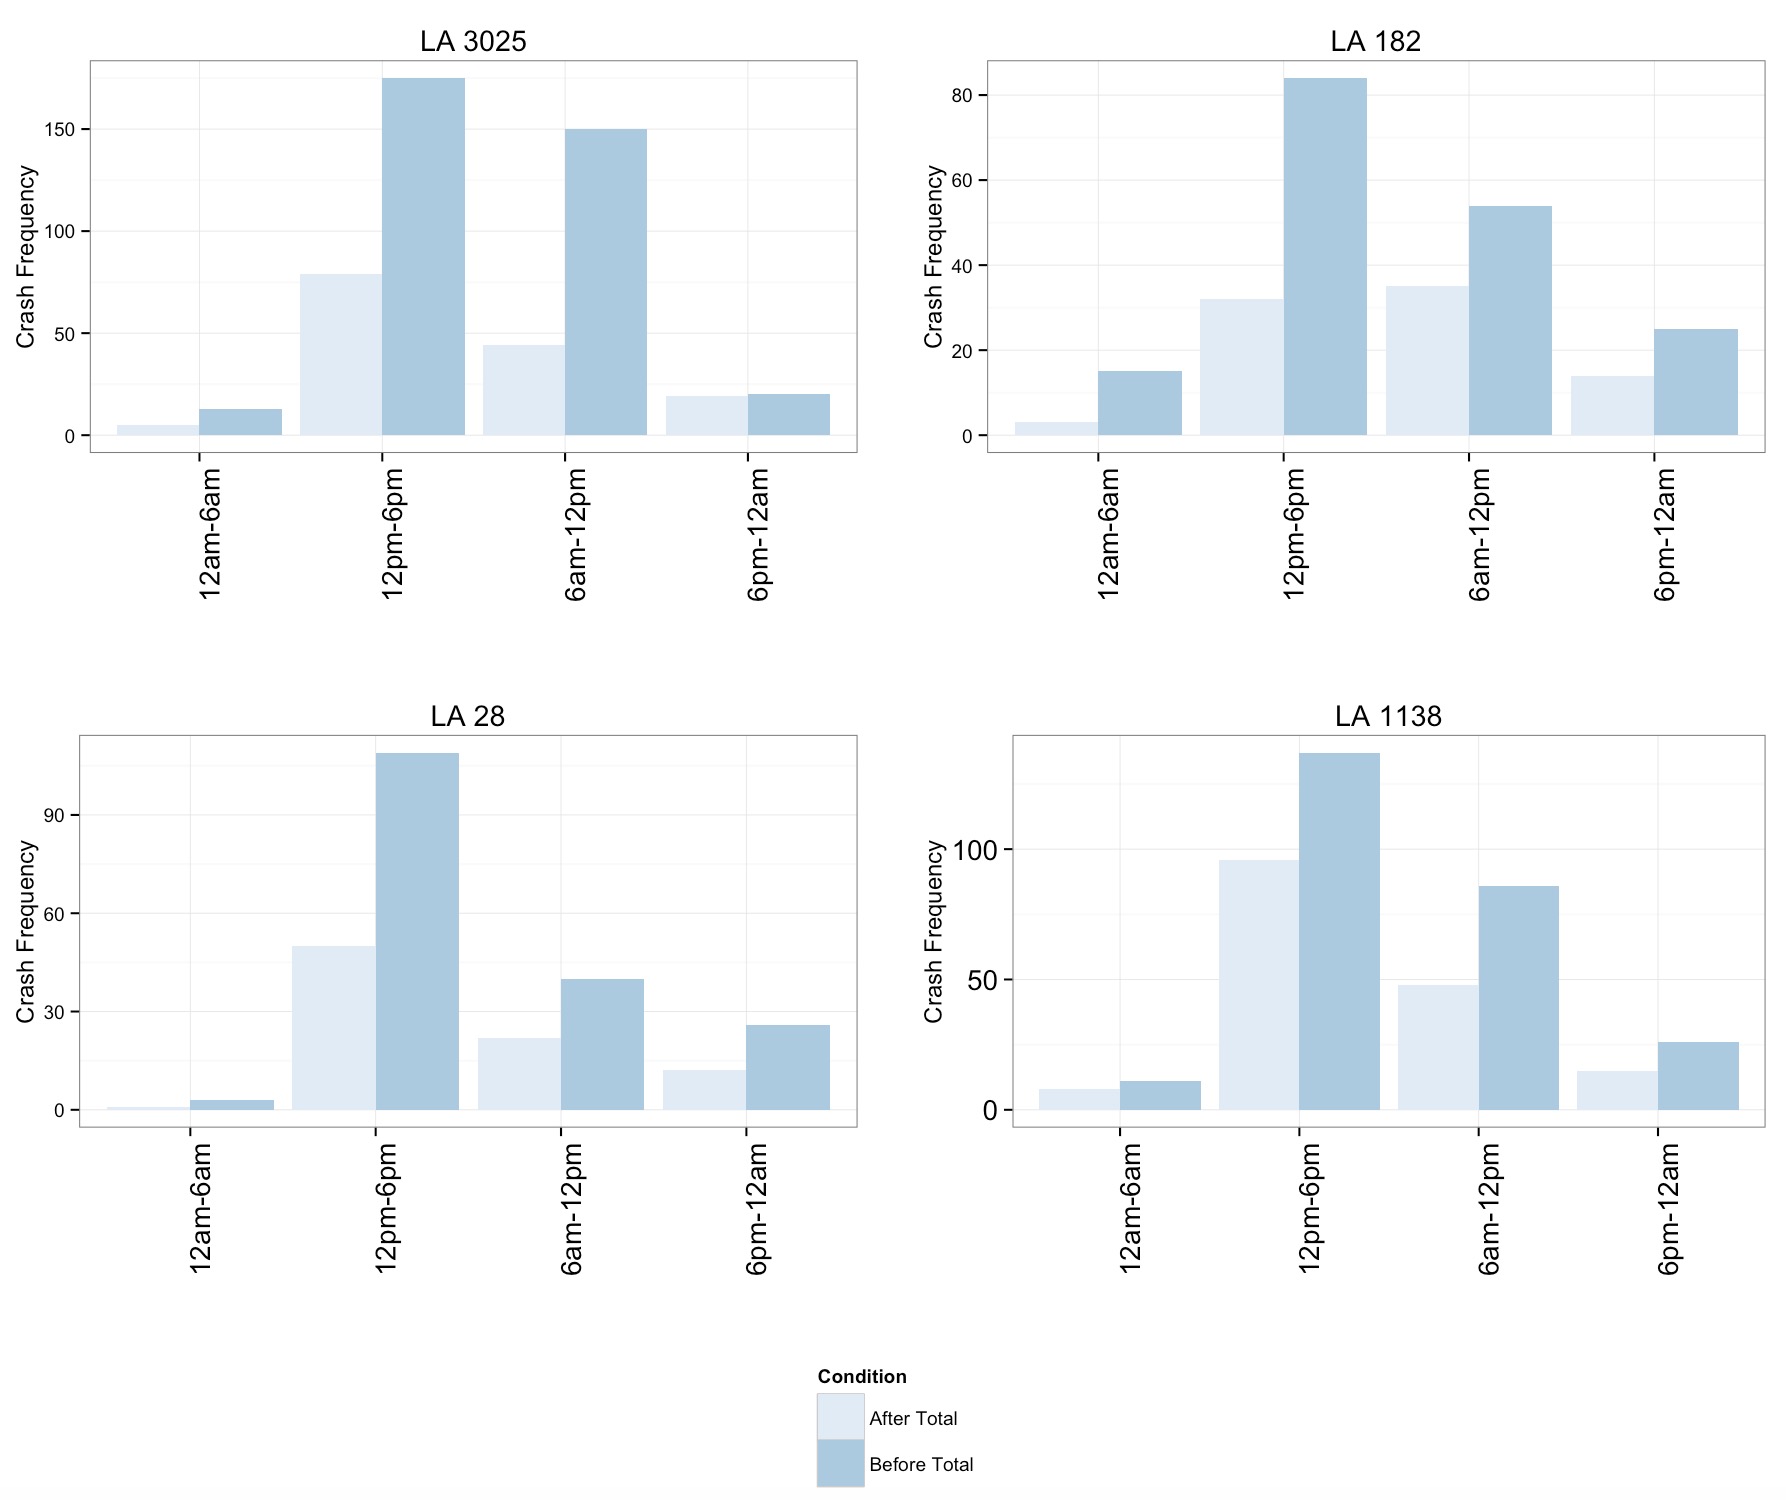 LA 3025
Crash Frequency
150
100
50
0
12am-6am
12pm-6pm
6am-12pm
6pm-12am
LA 182
Crash Frequency
80
60
40
20
0
12am-6am
12pm-6pm
6am-12pm
6pm-12am
LA 28
Crash Frequency
90
60
30
0
12am-6am
12pm-6pm
6am-12pm
6pm-12am
LA 1138
Crash Frequency
100
50
0
12am-6am
12pm-6pm
6am-12pm
6pm-12am
Condition
After Total
Before Total